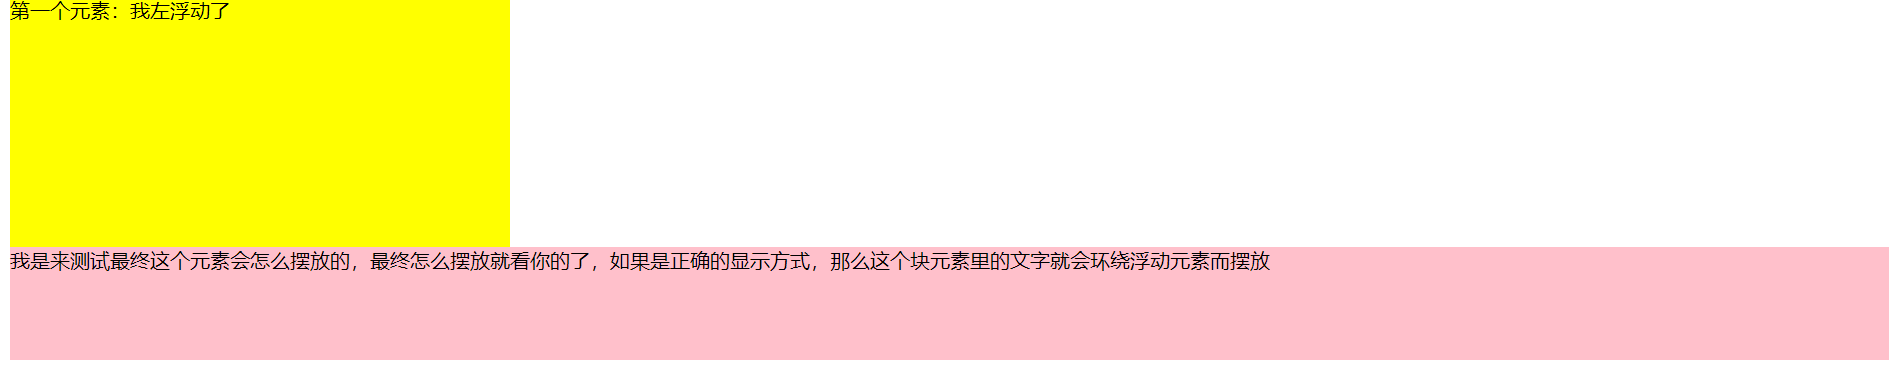 第一个元素：我左浮动了
我是来测试最终这个元素会怎么摆放的，最终怎么摆放就看你的了，如果是正确的显示方式，那么这个块元素里的文字就会环绕浮动元素而摆放